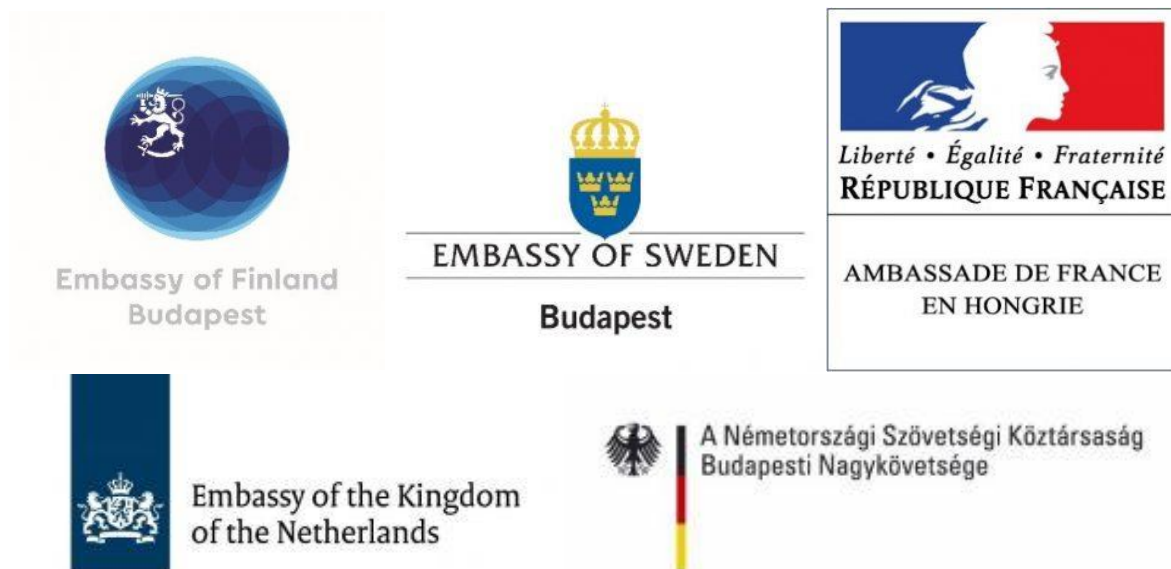 Embassy of Finland
Budapest
EMBASSY OF SWEDEN
Budapest
Liberté • Égalité • Fraternité
RÉPUBLIQUE FRANÇAISE
AMBASSADE DE FRANCE
EN HONGRIE
Embassy of the Kingdom
of the Netherlands
A Németországi Szövetségi Köztársaság
Budapesti Nagykövetsége